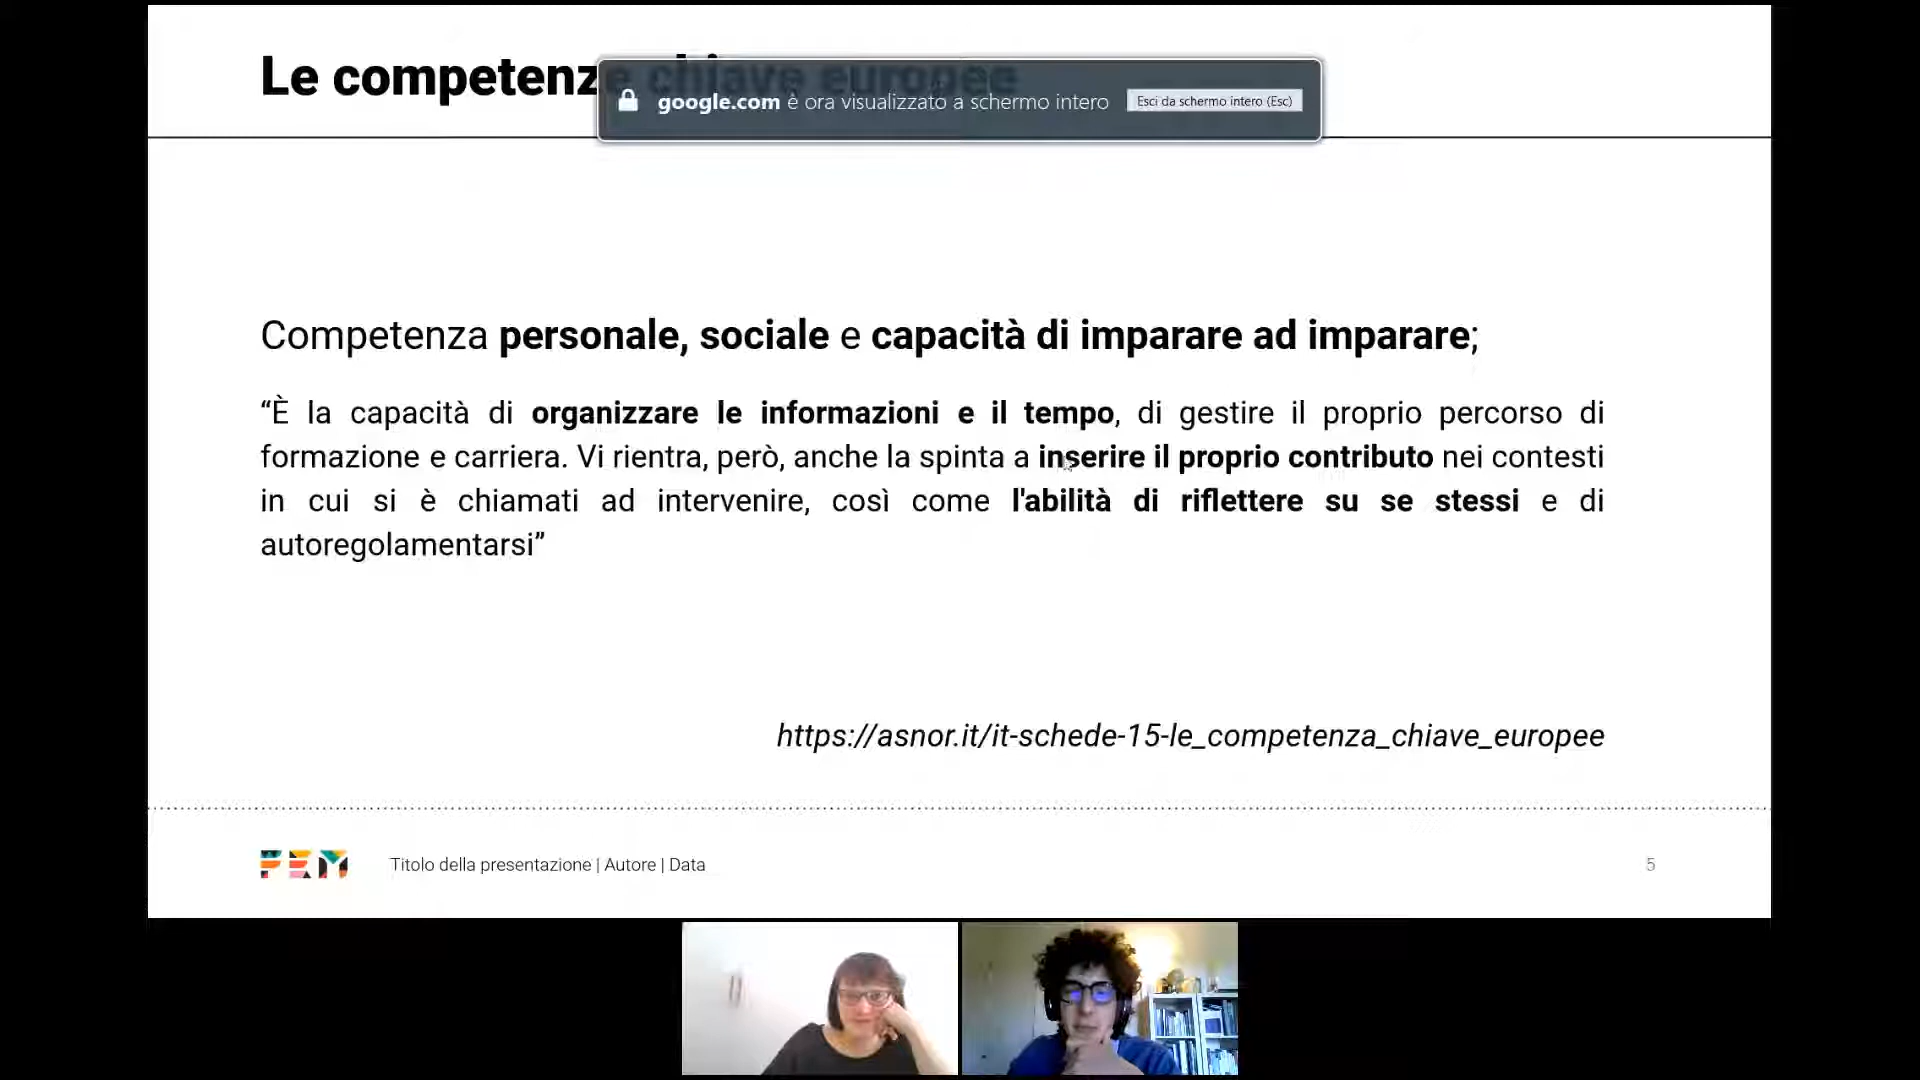 Le competenze chiave europee
google.com è ora visualizzato a schermo intero
Esci da schermo intero (Esc)
Competenza personale, sociale e capacità di imparare ad imparare;
“È la capacità di organizzare le informazioni e il tempo, di gestire il proprio percorso di
formazione e carriera. Vi rientra, però, anche la spinta a inserire il proprio contributo nei contesti
in cui si è chiamati ad intervenire, così come l'abilità di riflettere su se stessi e di
autoregolamentarsi”
https://asnor.it/it-schede-15-le_competenza_chiave_europee
PEM
Titolo della presentazione | Autore | Data
5